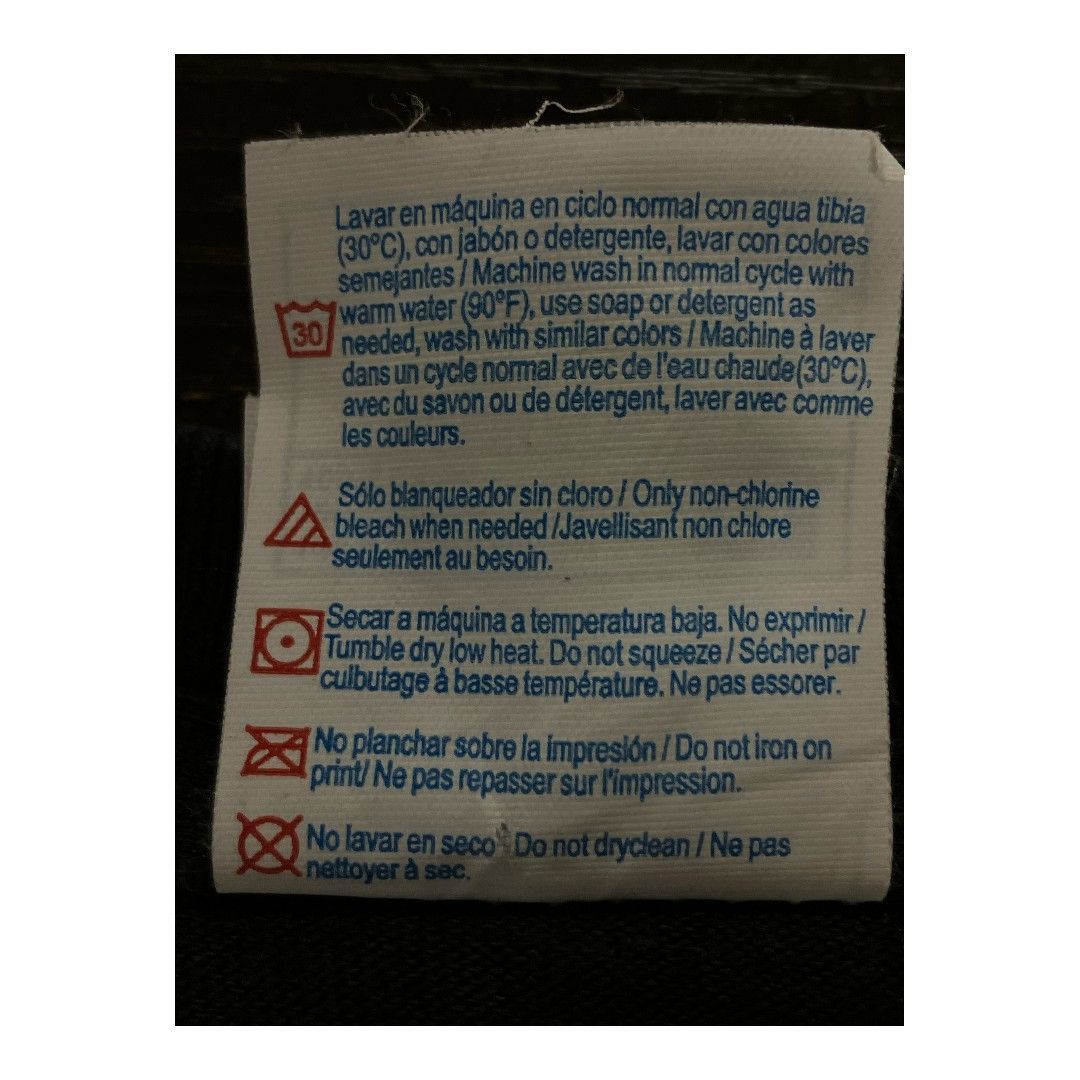 Lavar en máquina en ciclo normal con agua tibia
(30°C), con jabón o detergente, lavar con colores
semejantes / Machine wash in normal cycle with
warm water (90°F), use soap or detergent as
30
needed, wash with similar colors / Machine à laver
dans un cycle normal avec de l'eau chaude(30°C),
avec du savon ou de détergent, laver avec comme
les couleurs.
Sólo blanqueador sin cloro / Only non-chlorine
bleach when needed /Javellisant non chlore
seulement au besoin.
Secar a máquina a temperatura baja. No exprimir /
Tumble dry low heat. Do not squeeze / Sécher par
culbutage à basse température. Ne pas essorer.
No planchar sobre la impresión / Do not iron on
print/ Ne pas repasser sur l'impression.
No lavar en seco Do not dryclean / Ne pas
nettoyer à sec.